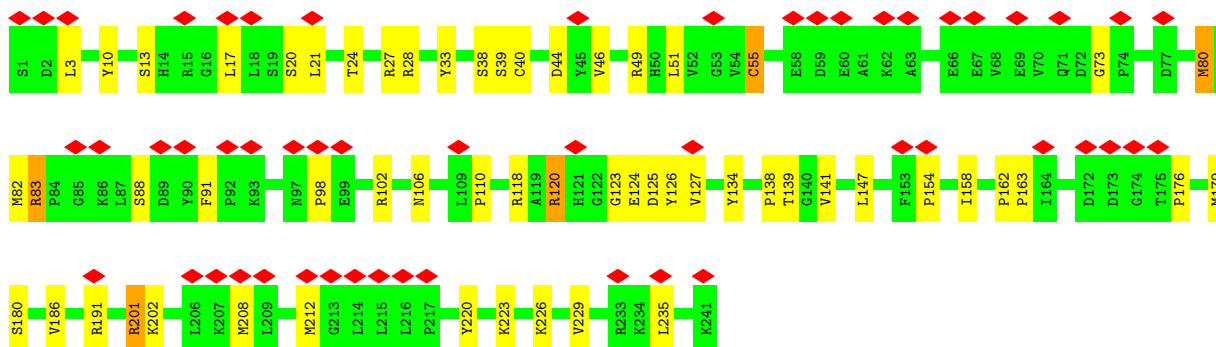 S1 D2 L3 Y10 S13 H14 R15 G16 L17 L18 S19 S20 L21 T24 R27 R28 Y33 S38 S39 C40 D44 Y45 V46 R49 H50 L51 V52 G53 V54 C55 E58 D59 E60 A61 K62 A63 E66 E67 V68 E69 V70 Q71 D72 G73 P74 D77 M80
M82 R83 P84 G85 K86 L87 S88 D89 Y90 F91 P92 K93 N97 P98 E99 R102 N106 L109 P110 R118 A119 R120 H121 G122 G123 E124 D125 Y126 V127 Y134 P138 T139 G140 V141 L147 F153 P154 I158 P162 P163 I164 D172 D173 G174 T175 P176
S180 V186 R191 R201 K202 L206 K207 M208 L209 M212 G213 L214 L215 L216 P217 Y220 K223 K226 V229 R233 K234 L235 K241